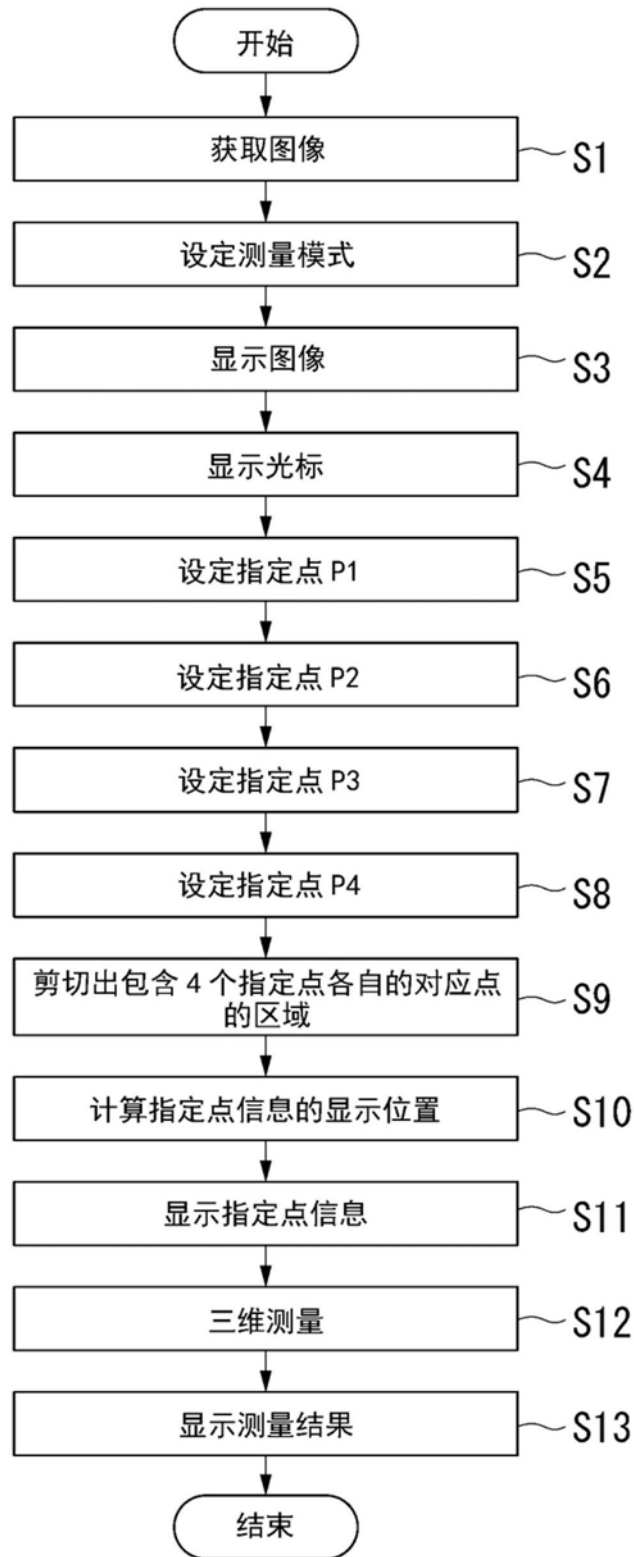 开始
获取图像
S1
设定测量模式
S2
显示图像
S3
显示光标
S4
设定指定点 P1
S5
设定指定点 P2
S6
设定指定点 P3
S7
设定指定点 P4
S8
剪切出包含 4 个指定点各自的对应点
的区域
S9
计算指定点信息的显示位置
S10
显示指定点信息
S11
三维测量
S12
显示测量结果
S13
结束